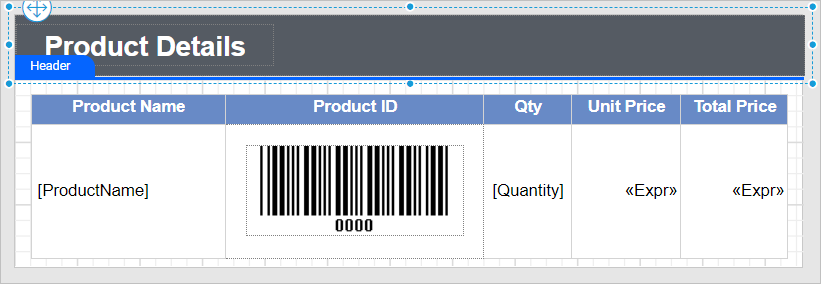 Product Details
Header
Product Name Product ID Qty Unit Price Total Price
[ProductName] [Quantity] «Expr» «Expr»
0000